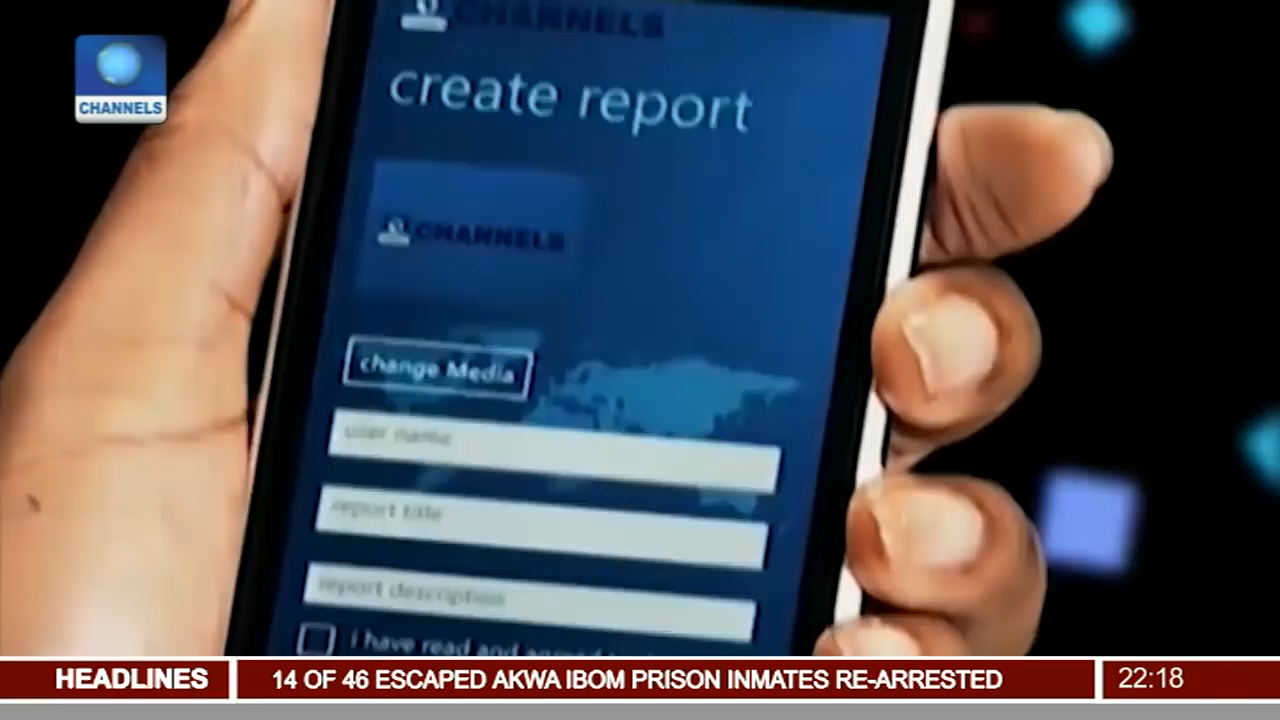 CHANNELS
CHANNELS
create report
CHANNELS
change Media
user name
report title
report description
I have read and agreed
HEADLINES
14 OF 46 ESCAPED AKWA IBOM PRISON INMATES RE-ARRESTED
22:18